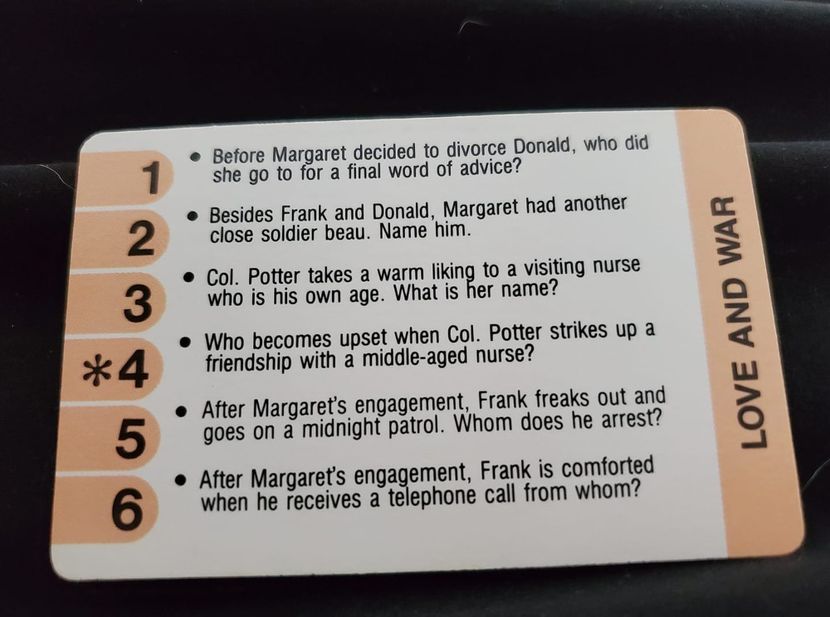 1 • Before Margaret decided to divorce Donald, who did
she go to for a final word of advice?
2 • Besides Frank and Donald, Margaret had another
close soldier beau. Name him.
3 • Col. Potter takes a warm liking to a visiting nurse
who is his own age. What is her name?
*4 • Who becomes upset when Col. Potter strikes up a
friendship with a middle-aged nurse?
5 • After Margaret's engagement, Frank freaks out and
goes on a midnight patrol. Whom does he arrest?
6 • After Margaret's engagement, Frank is comforted
when he receives a telephone call from whom?
LOVE AND WAR